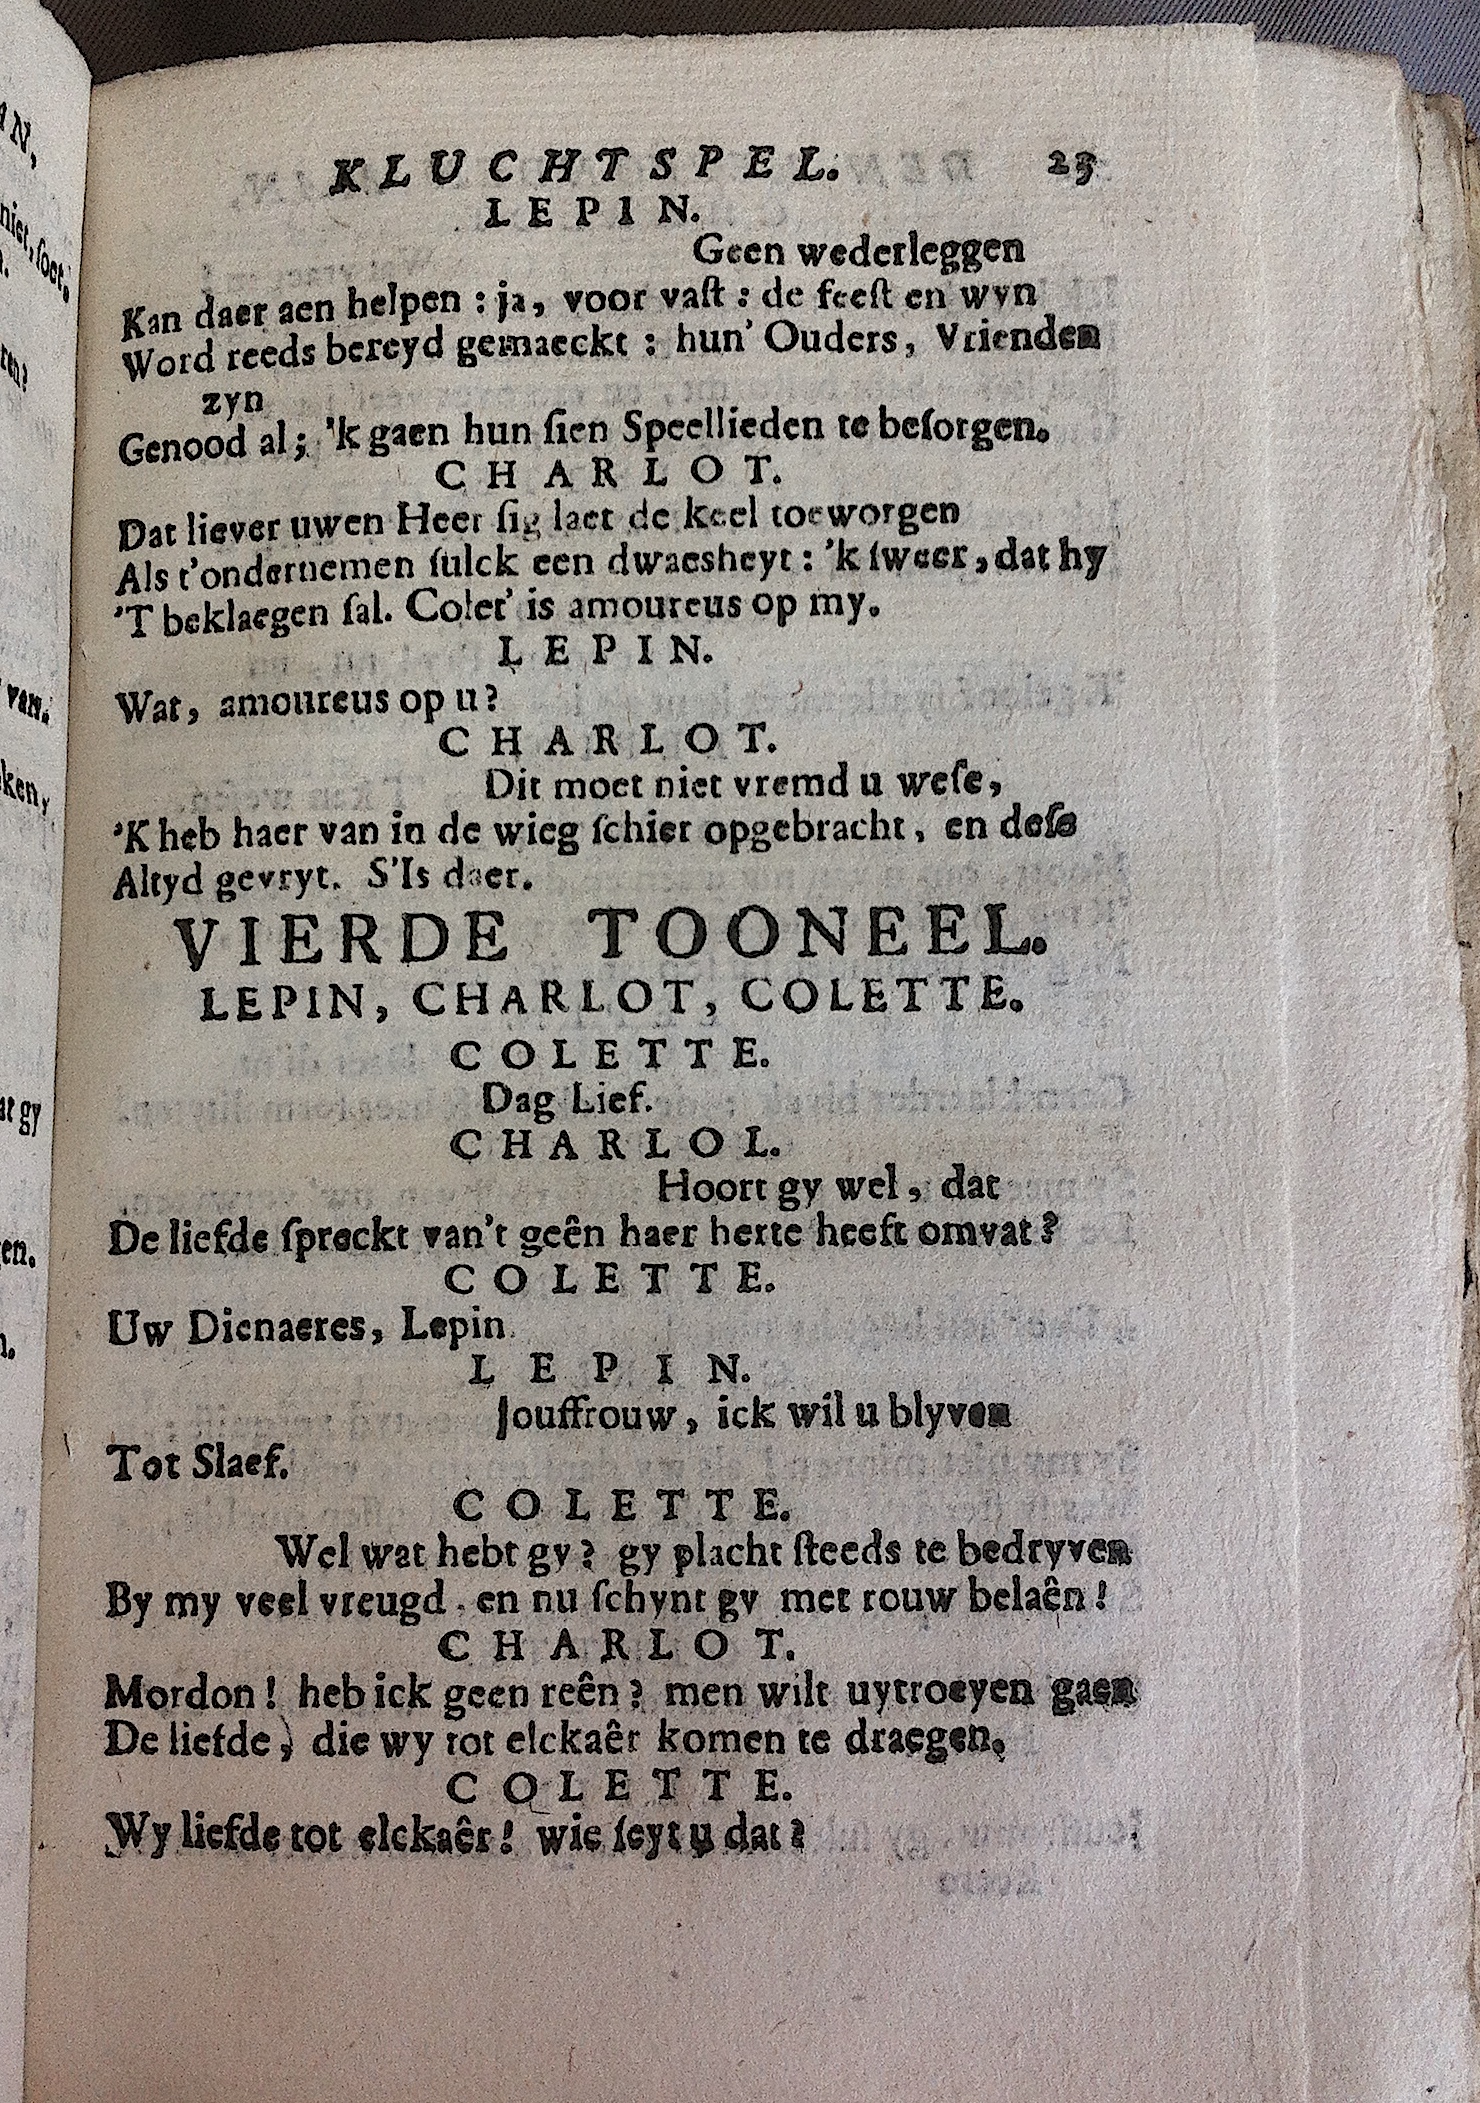 KLUCHTSPEL. 23
LEPIN.
Geen wederleggen
Kan daer aen helpen : ja, voor vaſt : de feeſt en wyn
Word reeds bereyd gemaeckt : hun' Ouders, Vrienden
zyn
Genood al; 'k gaen hun ſien Speellieden te beſorgen.
CHARLOT.
Dat liever uwen Heer ſig laet de keel toeworgen
Als t'ondernemen ſulck een dwaesheyt : 'k ſweer, dat hy
'T beklaegen ſal. Colet' is amoureus op my.
LEPIN.
Wat, amoureus op u?
CHARLOT.
Dit moet niet vremd u weſe,
'K heb haer van in de wieg ſchier opgebracht, en deſe
Altyd gevryt. S'Is daer.
VIERDE TOONEEL.
LEPIN, CHARLOT, COLETTE.
COLETTE.
Dag Lief.
CHARLOL.
Hoort gy wel, dat
De liefde ſpreckt van't geên haer herte heeft omvat?
COLETTE.
Uw Dienaeres, Lepin.
LEPIN.
Jouffrouw, ick wil u blyven
Tot Slaef.
COLETTE.
Wel wat hebt gy? gy placht ſteeds te bedryven
By my veel vreugd, en nu ſchynt gy met rouw belaên!
CHARLOT.
Mordon! heb ick geen reên? men wilt uytroeyen gaen
De liefde, die wy tot elckaêr komen te draegen.
COLETTE.
Wy liefde tot elckaêr! wie ſeyt u dat?